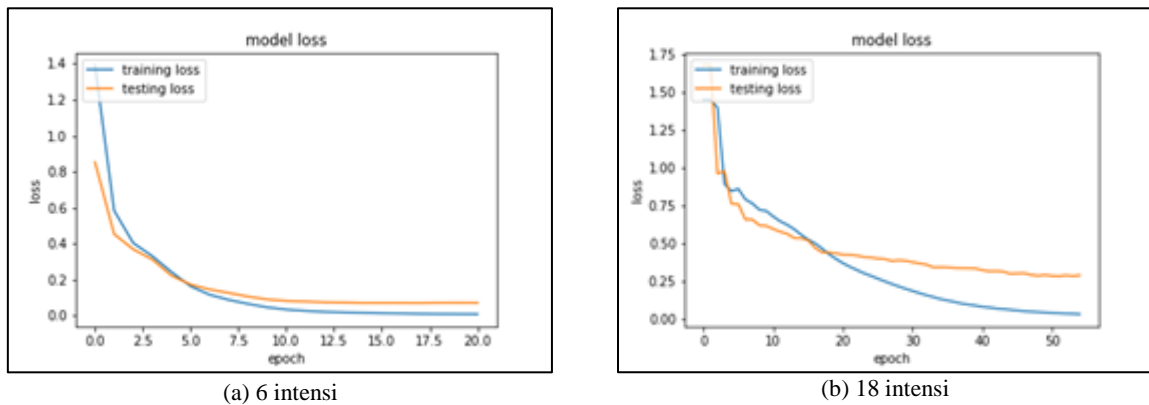 model loss
training loss
testing loss
1.4
1.2
1.0
0.8
0.6
0.4
0.2
0.0
loss
0.0 2.5 5.0 7.5 10.0 12.5 15.0 17.5 20.0
epoch
(a) 6 intensi
model loss
training loss
testing loss
1.75
1.50
1.25
1.00
0.75
0.50
0.25
0.00
loss
0 10 20 30 40 50
epoch
(b) 18 intensi